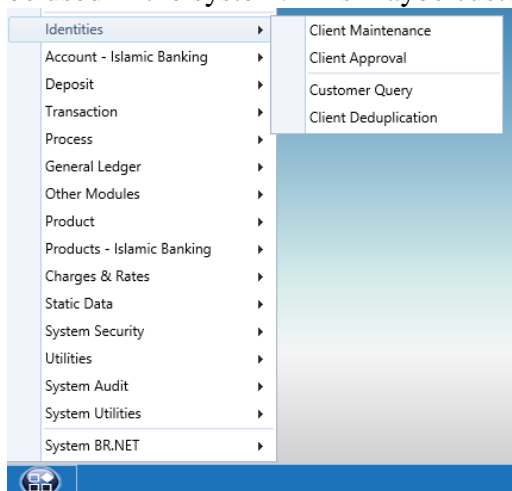 Identities
Client Maintenance
Client Approval
Customer Query
Client Deduplication
Account - Islamic Banking
Deposit
Transaction
Process
General Ledger
Other Modules
Product
Products - Islamic Banking
Charges & Rates
Static Data
System Security
Utilities
System Audit
System Utilities
System BR.NET